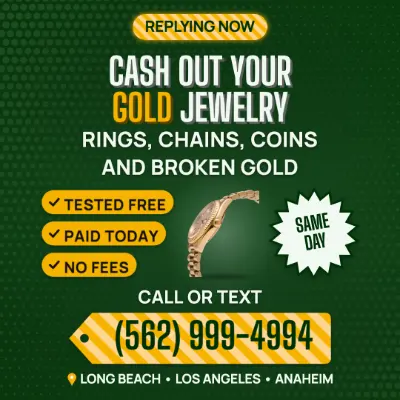 REPLYING NOW
CASH OUT YOUR
GOLD JEWELRY
RINGS, CHAINS, COINS
AND BROKEN GOLD
TESTED FREE
PAID TODAY
NO FEES
SAME
DAY
CALL OR TEXT
(562) 999-4994
LONG BEACH • LOS ANGELES • ANAHEIM